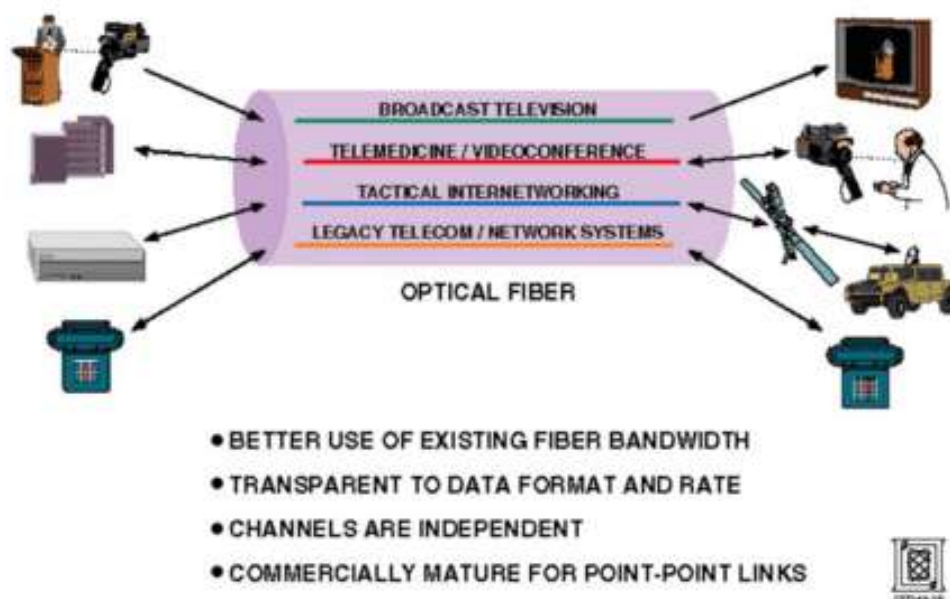 BROADCAST TELEVISION
TELEMEDICINE / VIDEOCONFERENCE
TACTICAL INTERNETWORKING
LEGACY TELECOM / NETWORK SYSTEMS
OPTICAL FIBER
• BETTER USE OF EXISTING FIBER BANDWIDTH
• TRANSPARENT TO DATA FORMAT AND RATE
• CHANNELS ARE INDEPENDENT
• COMMERCIALLY MATURE FOR POINT-POINT LINKS